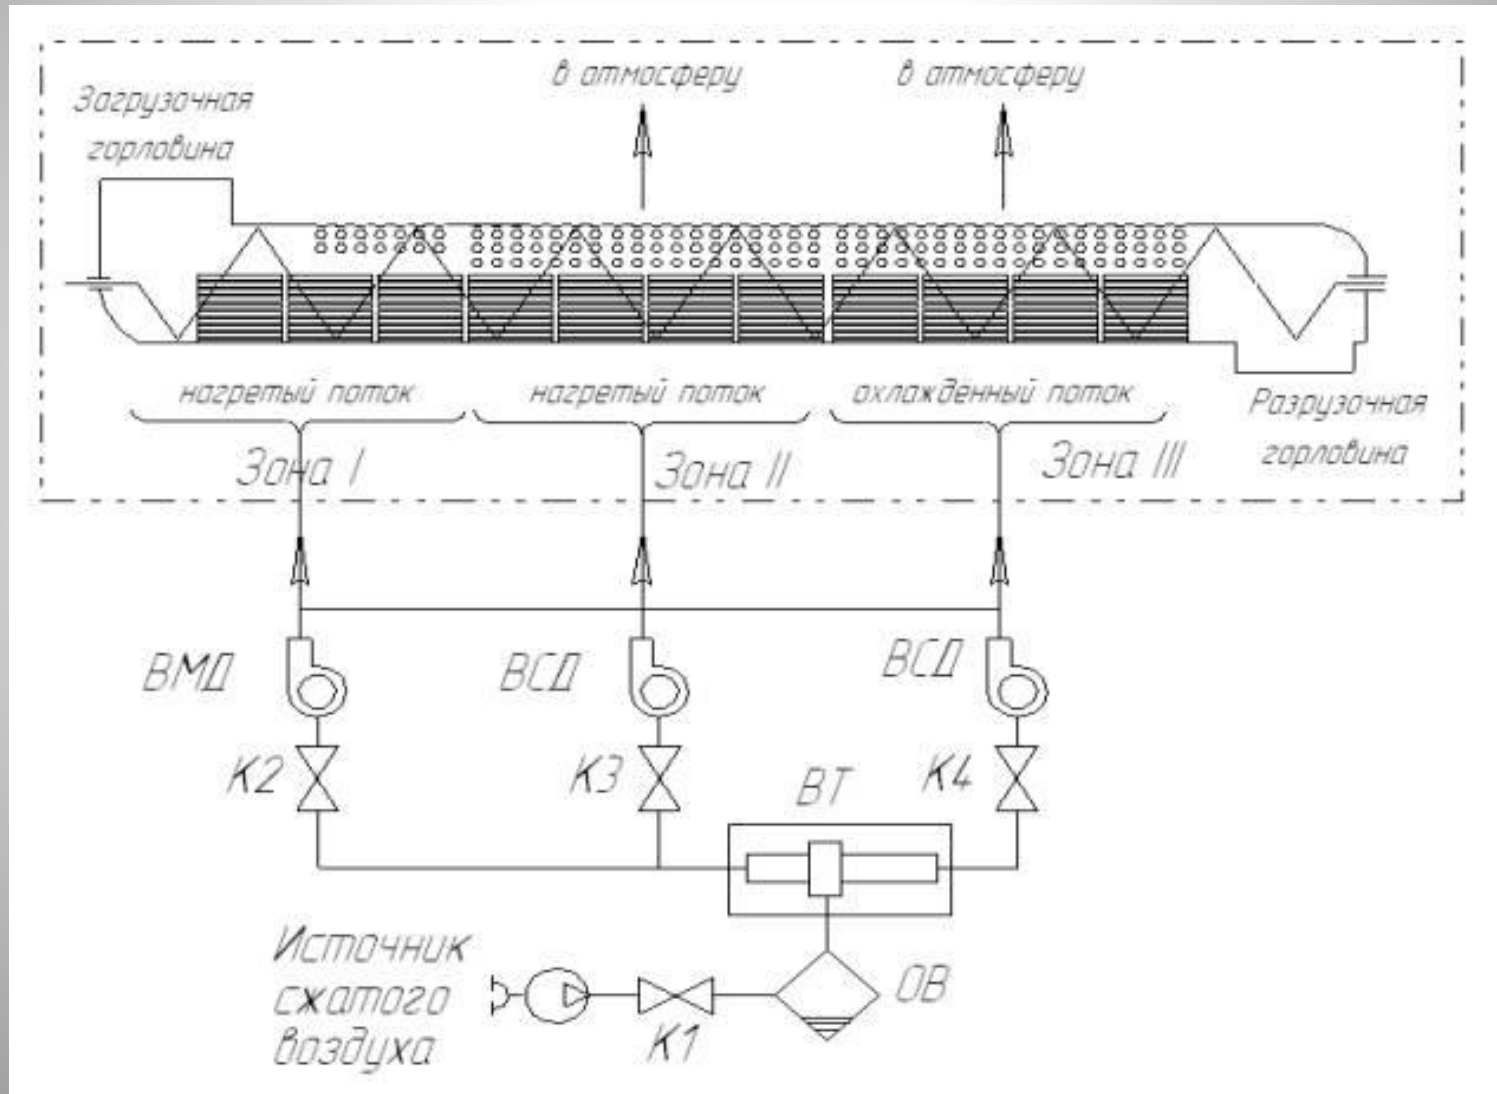 в атмосферу
в атмосферу
Загрузочная
горловина
нагретый поток
нагретый поток
охлажденный поток
Разрузочная
горловина
Зона I
Зона II
Зона III
ВМД
ВСД
ВСД
К2
К3
К4
ВТ
Источник
сжатого
воздуха
К1
ОВ